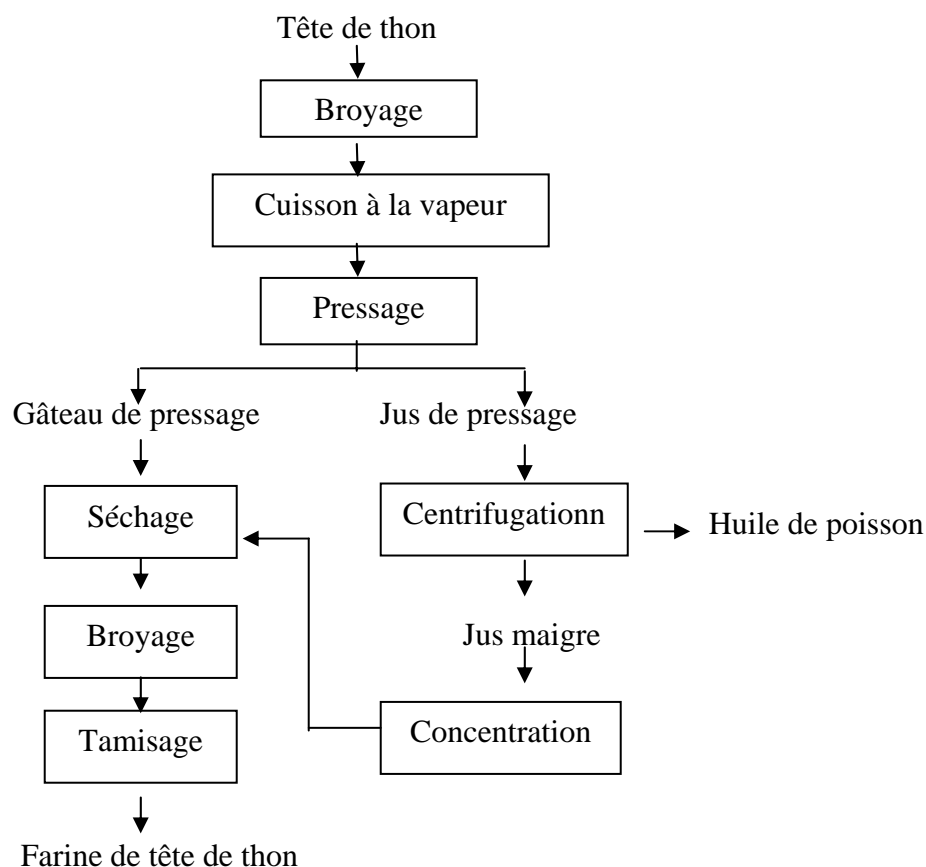 Tête de thon
Broyage
Cuisson à la vapeur
Pressage
Gâteau de pressage
Jus de pressage
Séchage
Centrifugationn
Huile de poisson
Broyage
Jus maigre
Tamisage
Concentration
Farine de tête de thon